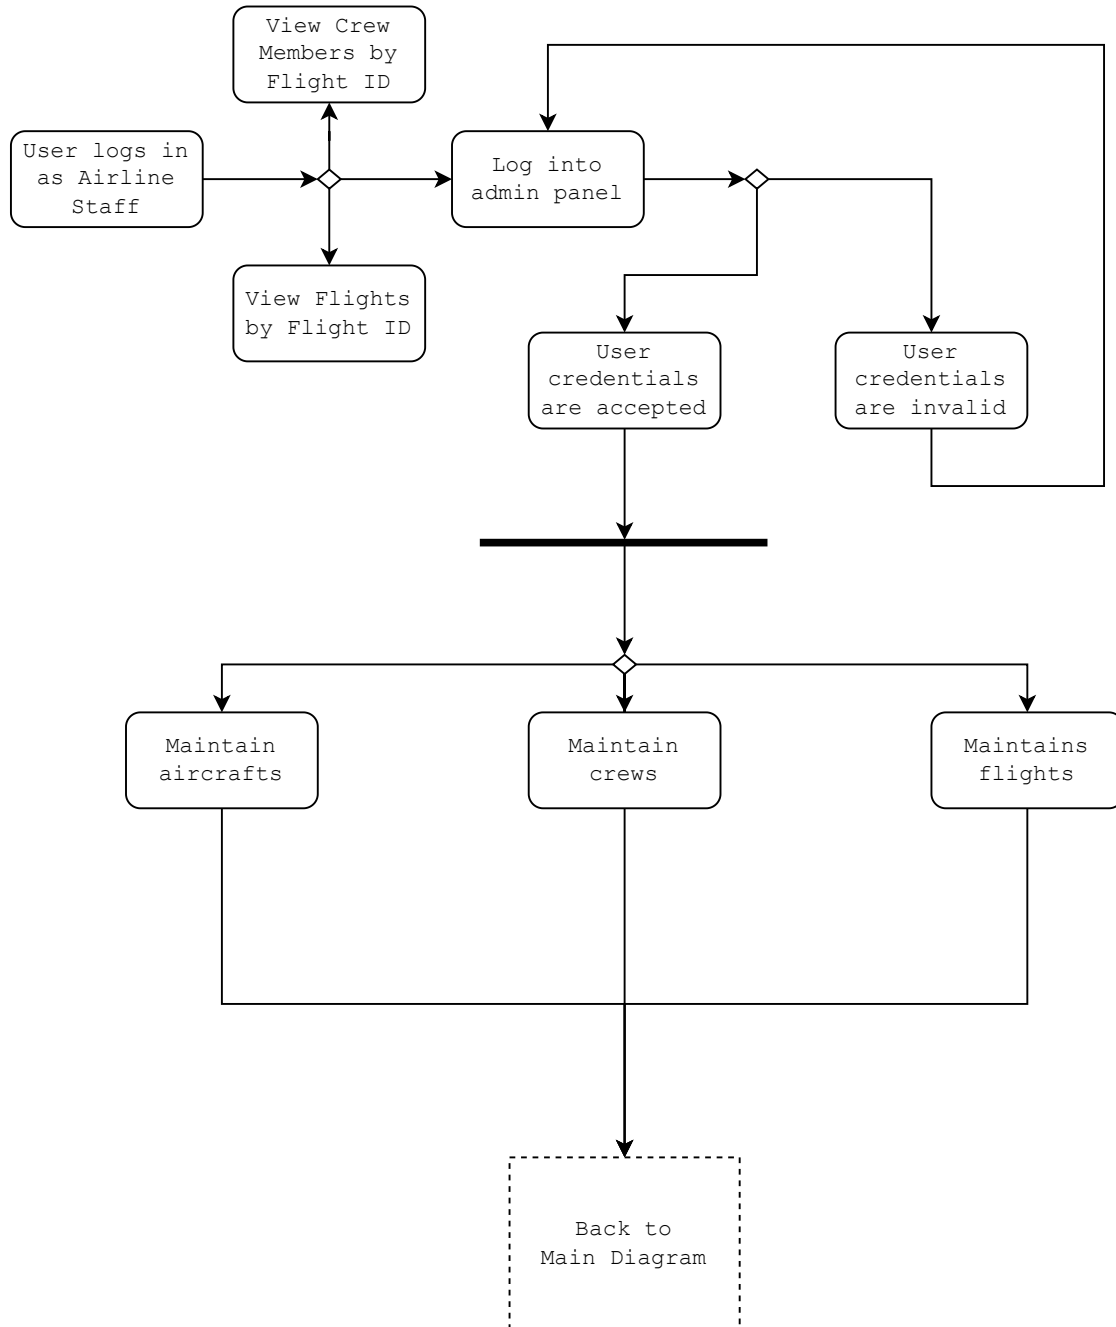 View Crew
Members by
Flight ID
User logs in
as Airline
Staff
Log into
admin panel
View Flights
by Flight ID
User
credentials
are accepted
User
credentials
are invalid
Maintain
aircrafts
Maintain
crews
Maintains
flights
Back to
Main Diagram